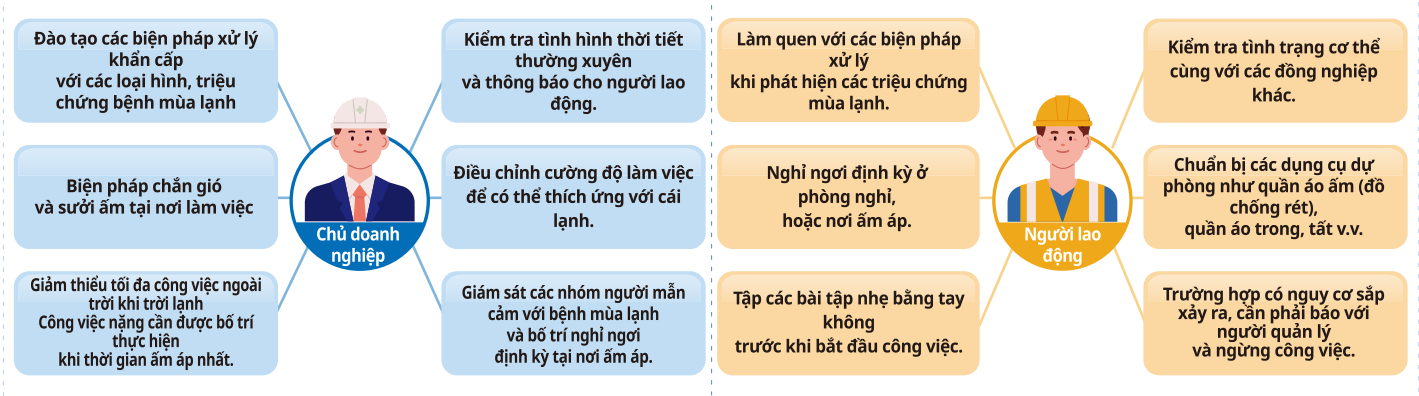 Đào tạo các biện pháp xử lý
khẩn cấp
với các loại hình, triệu
chứng bệnh mùa lạnh
Biện pháp chắn gió
và sưởi ấm tại nơi làm việc
Giảm thiểu tối đa công việc ngoài
trời khi trời lạnh
Công việc nặng cần được bố trí
thực hiện
khi thời gian ấm áp nhất.
Chủ doanh
nghiệp
Kiểm tra tình hình thời tiết
thường xuyên
và thông báo cho người lao
động.
Điều chỉnh cường độ làm việc
để có thể thích ứng với cái
lạnh.
Giám sát các nhóm người mẫn
cảm với bệnh mùa lạnh
và bố trí nghỉ ngơi
định kỳ tại nơi ấm áp.
Làm quen với các biện pháp
xử lý
khi phát hiện các triệu chứng
mùa lạnh.
Nghỉ ngơi định kỳ ở
phòng nghỉ,
hoặc nơi ấm áp.
Tập các bài tập nhẹ bằng tay
không
trước khi bắt đầu công việc.
Người lao
động
Kiểm tra tình trạng cơ thể
cùng với các đồng nghiệp
khác.
Chuẩn bị các dụng cụ dự
phòng như quần áo ấm (đồ
chống rét),
quần áo trong, tất v.v.
Trường hợp có nguy cơ sắp
xảy ra, cần phải báo với
người quản lý
và ngừng công việc.